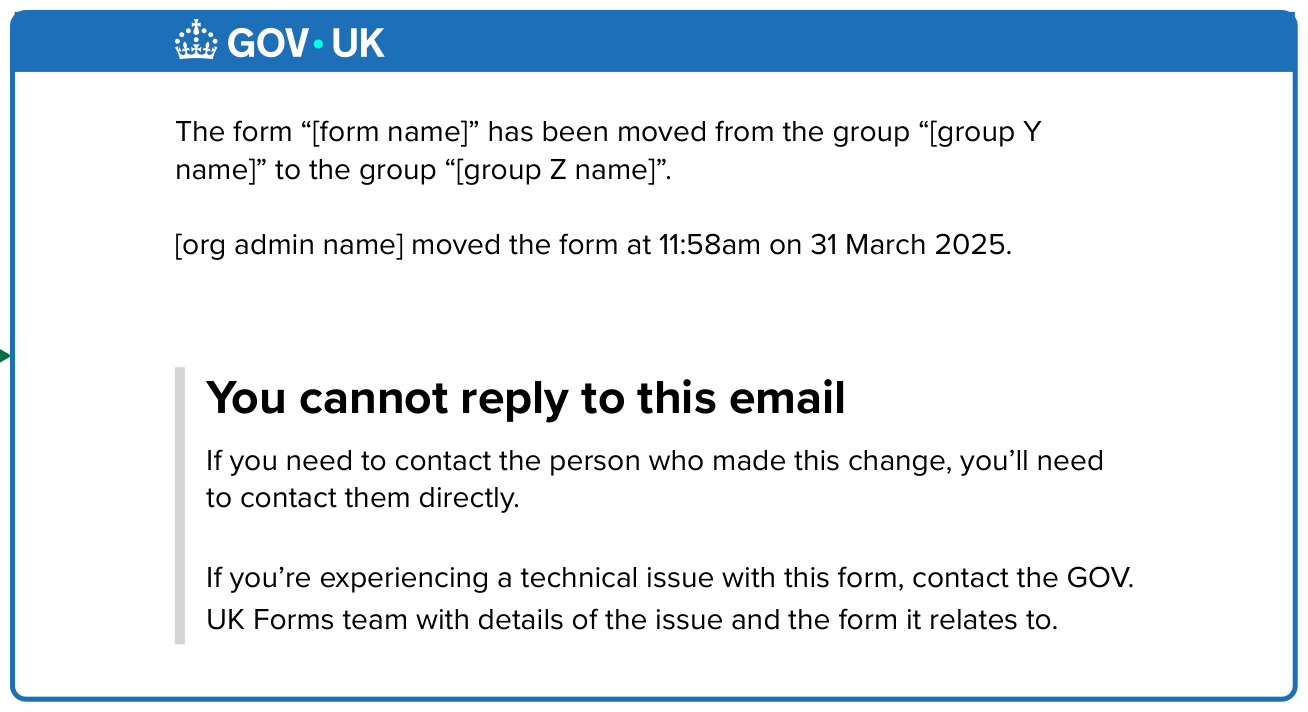 GOV·UK
The form “[form name]” has been moved from the group “[group Y
name]” to the group “[group Z name]”.
[org admin name] moved the form at 11:58am on 31 March 2025.
You cannot reply to this email
If you need to contact the person who made this change, you’ll need
to contact them directly.
If you’re experiencing a technical issue with this form, contact the GOV.
UK Forms team with details of the issue and the form it relates to.